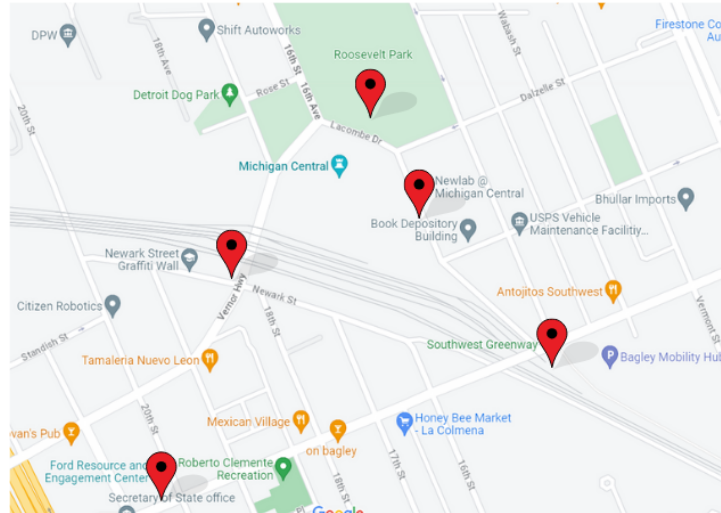 DPW
Shift Autoworks
Firestone Co
Au
Roosevelt Park
Wabash St
18th Ave
16th St
16th Ave
Rose St
Detroit Dog Park
Dalzelle St
20th St
Lacombe Dr
Michigan Central
Newlab @
Michigan Central
Bhullar Imports
Book Depository
Building
USPS Vehicle
Maintenance Facilitiy...
Newark Street
Graffiti Wall
Vernor Hwy
Newark St
Antojitos Southwest
Citizen Robotics
18th St
Vermont St
Standish St
Southwest Greenway
Tamaleria Nuevo Leon
Bagley Mobility Hub
20th St
Mexican Village
Honey Bee Market
- La Colmena
van's Pub
on bagley
17th St
16th St
Ford Resource and
Engagement Center
Roberto Clemente
Recreation
18th St
Secretary of State office
Google